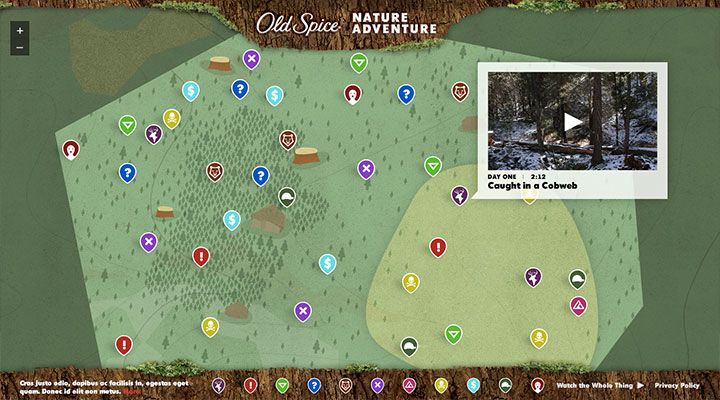 Old Spice NATURE
ADVENTURE
+
–
DAY ONE | 2:12
Caught in a Cobweb
Cras justo odio, dapibus ac facilisis in, egestas eget
quam. Donec id elit non metus.
Watch the Whole Thing ▶ Privacy Policy